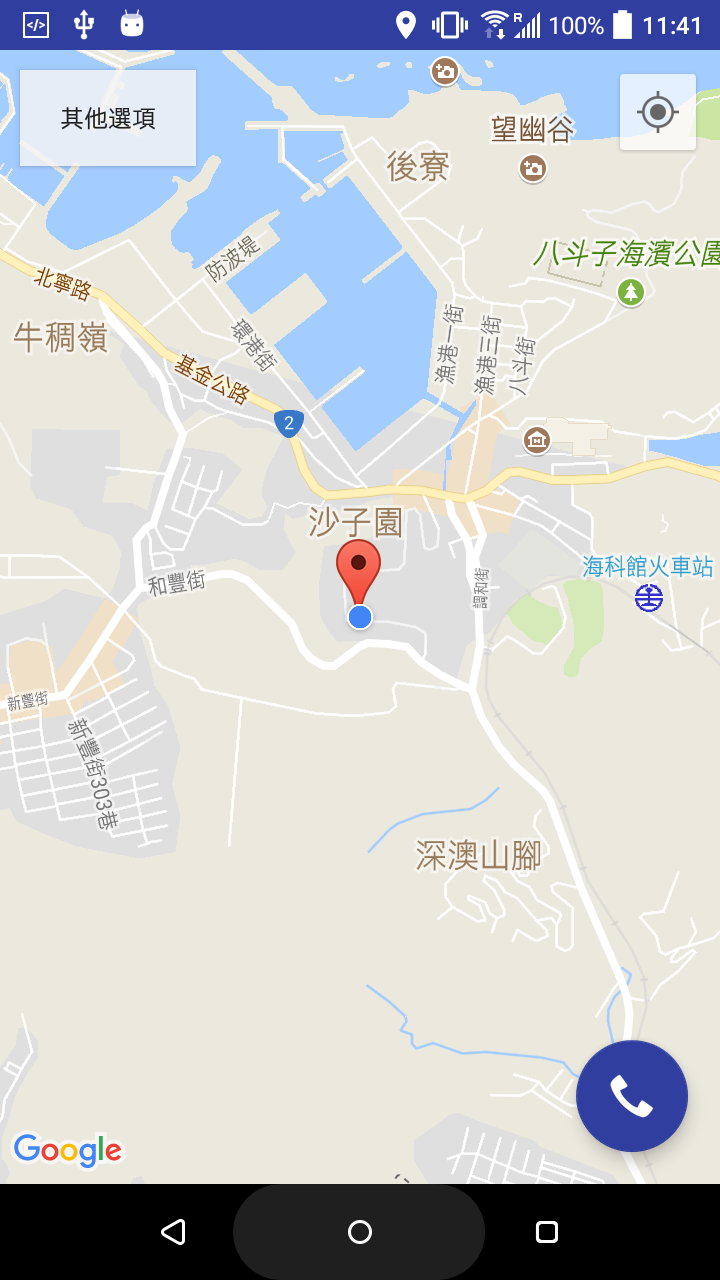 R 100% 11:41
其他選項
望幽谷
後寮
八斗子海濱公園
防波堤
北寧路
牛稠嶺
環港街
漁港一街
漁港三街
八斗街
基金公路
2
沙子園
海科館火車站
和豐街
調和街
新豐街
新豐街303巷
深澳山腳
Google